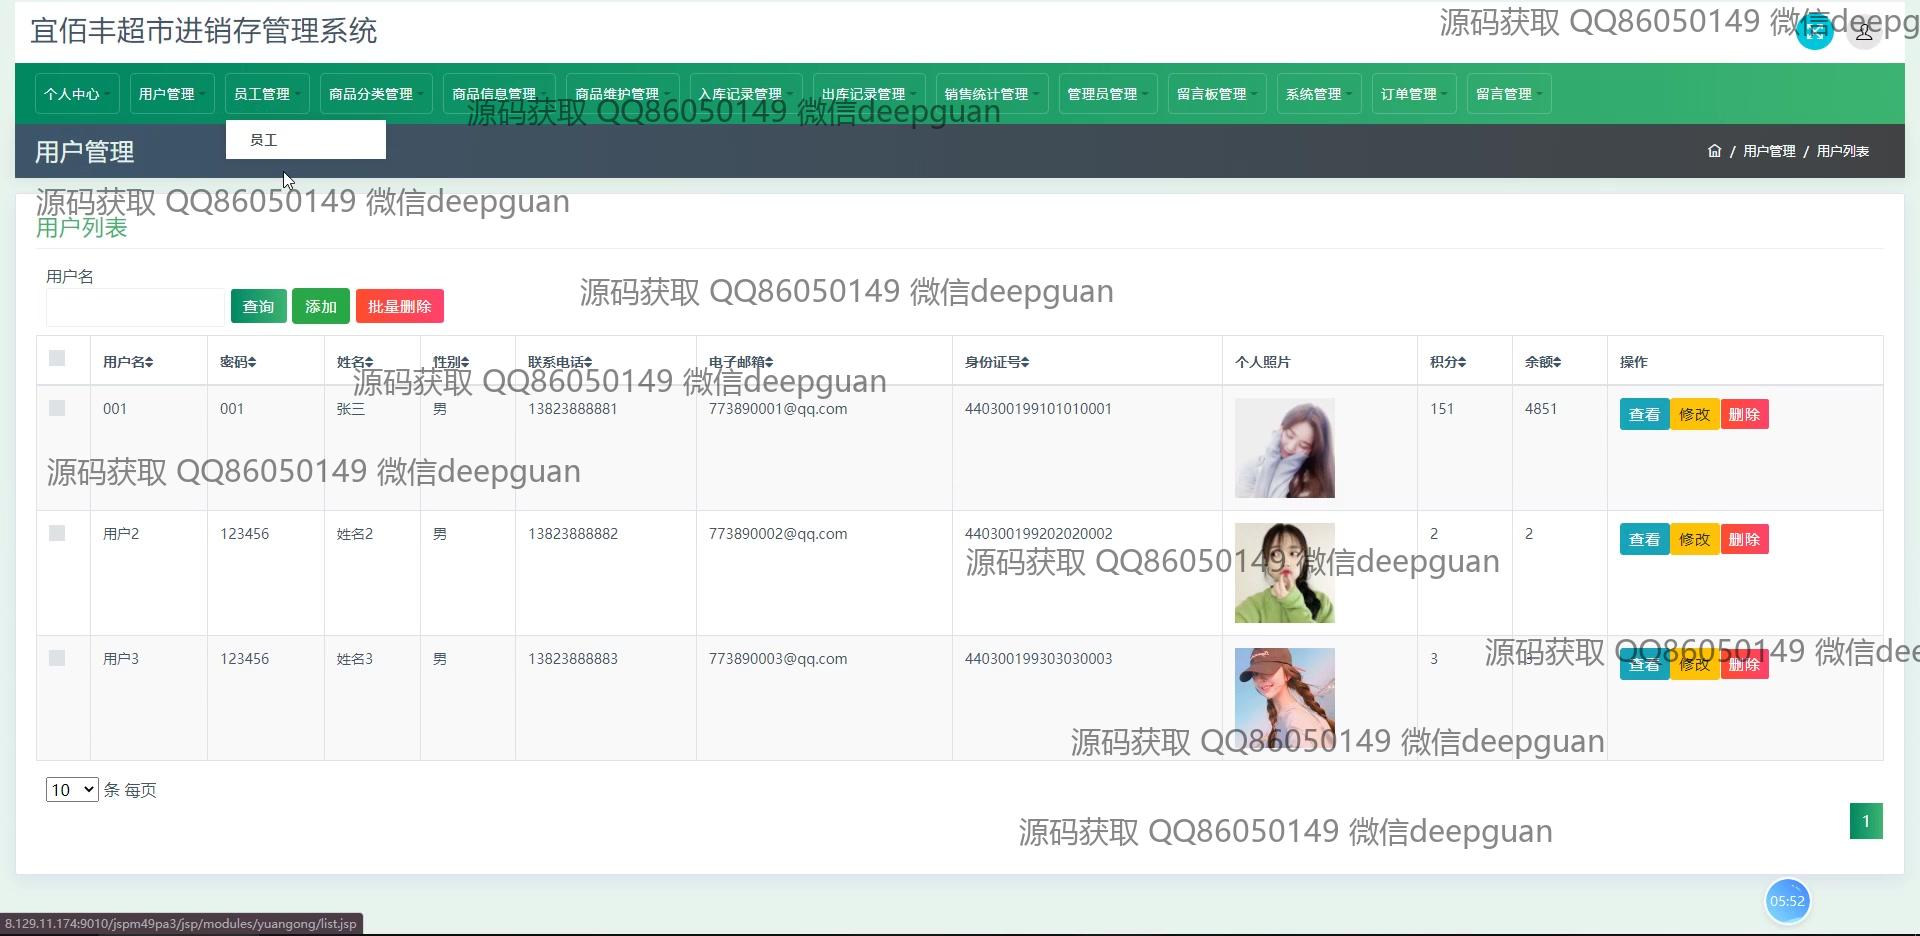 宜佰丰超市进销存管理系统
源码获取 QQ86050149 微信deepg
个人中心 用户管理 员工管理 商品分类管理 商品信息管理 商品维护管理 入库记录管理 出库记录管理 销售统计管理 管理员管理 留言板管理 系统管理 订单管理 留言管理
源码获取 QQ86050149 微信deepguan
员工
用户管理
用户管理 / 用户列表
源码获取 QQ86050149 微信deepguan
用户列表
用户名
源码获取 QQ86050149 微信deepguan
查询 添加 批量删除
用户名 密码 姓名 性别 联系电话 电子邮箱 身份证号 个人照片 积分 余额 操作
源码获取 QQ86050149 微信deepguan
001 001 张三 男 13823888881 773890001@qq.com 440300199101010001 151 4851 查看 修改 删除
源码获取 QQ86050149 微信deepguan
用户2 123456 姓名2 男 13823888882 773890002@qq.com 440300199202020002 2 2 查看 修改 删除
源码获取 QQ86050149 微信deepguan
用户3 123456 姓名3 男 13823888883 773890003@qq.com 440300199303030003 3 3 查看 修改 删除
源码获取 QQ86050149 微信dee
源码获取 QQ86050149 微信deepguan
10 条 每页
源码获取 QQ86050149 微信deepguan
1
05:52
8.129.11.174:9010/jspm49pa3/jsp/modules/yuangong/list.jsp